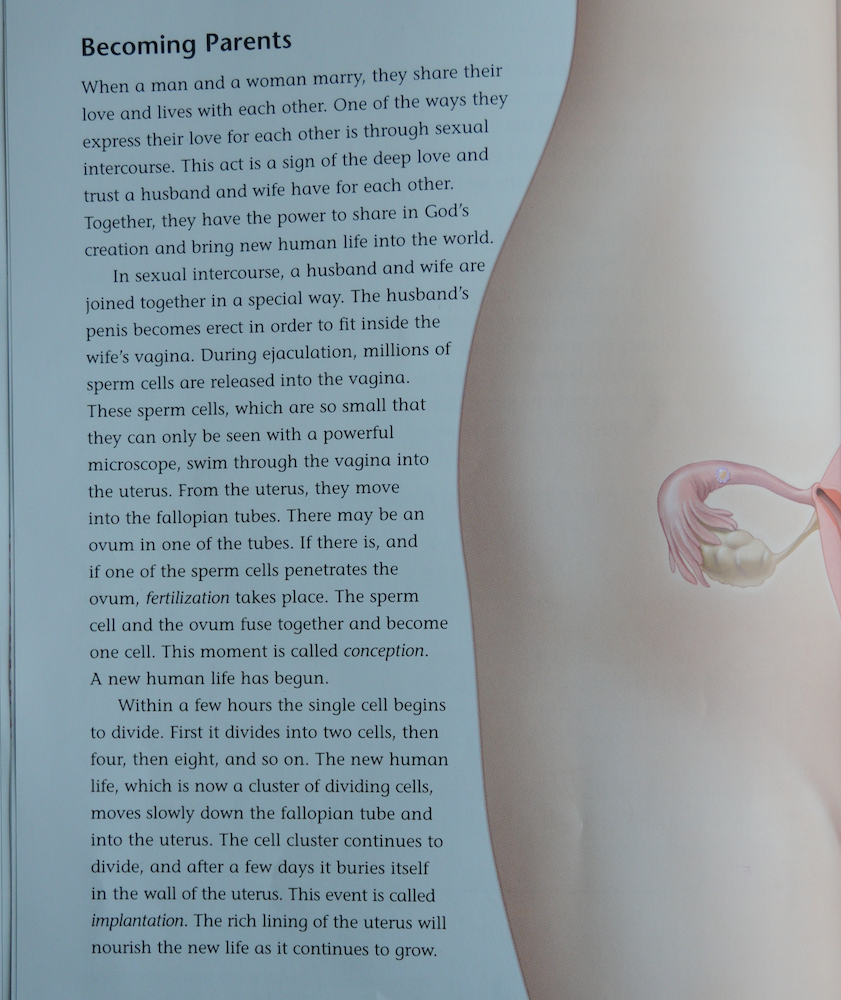 Becoming Parents
When a man and a woman marry, they share their
love and lives with each other. One of the ways they
express their love for each other is through sexual
intercourse. This act is a sign of the deep love and
trust a husband and wife have for each other.
Together, they have the power to share in God's
creation and bring new human life into the world.
In sexual intercourse, a husband and wife are
joined together in a special way. The husband's
penis becomes erect in order to fit inside the
wife's vagina. During ejaculation, millions of
sperm cells are released into the vagina.
These sperm cells, which are so small that
they can only be seen with a powerful
microscope, swim through the vagina into
the uterus. From the uterus, they move
into the fallopian tubes. There may be an
ovum in one of the tubes. If there is, and
if one of the sperm cells penetrates the
ovum, fertilization takes place. The sperm
cell and the ovum fuse together and become
one cell. This moment is called conception.
A new human life has begun.
Within a few hours the single cell begins
to divide. First it divides into two cells, then
four, then eight, and so on. The new human
life, which is now a cluster of dividing cells,
moves slowly down the fallopian tube and
into the uterus. The cell cluster continues to
divide, and after a few days it buries itself
in the wall of the uterus. This event is called
implantation. The rich lining of the uterus will
nourish the new life as it continues to grow.